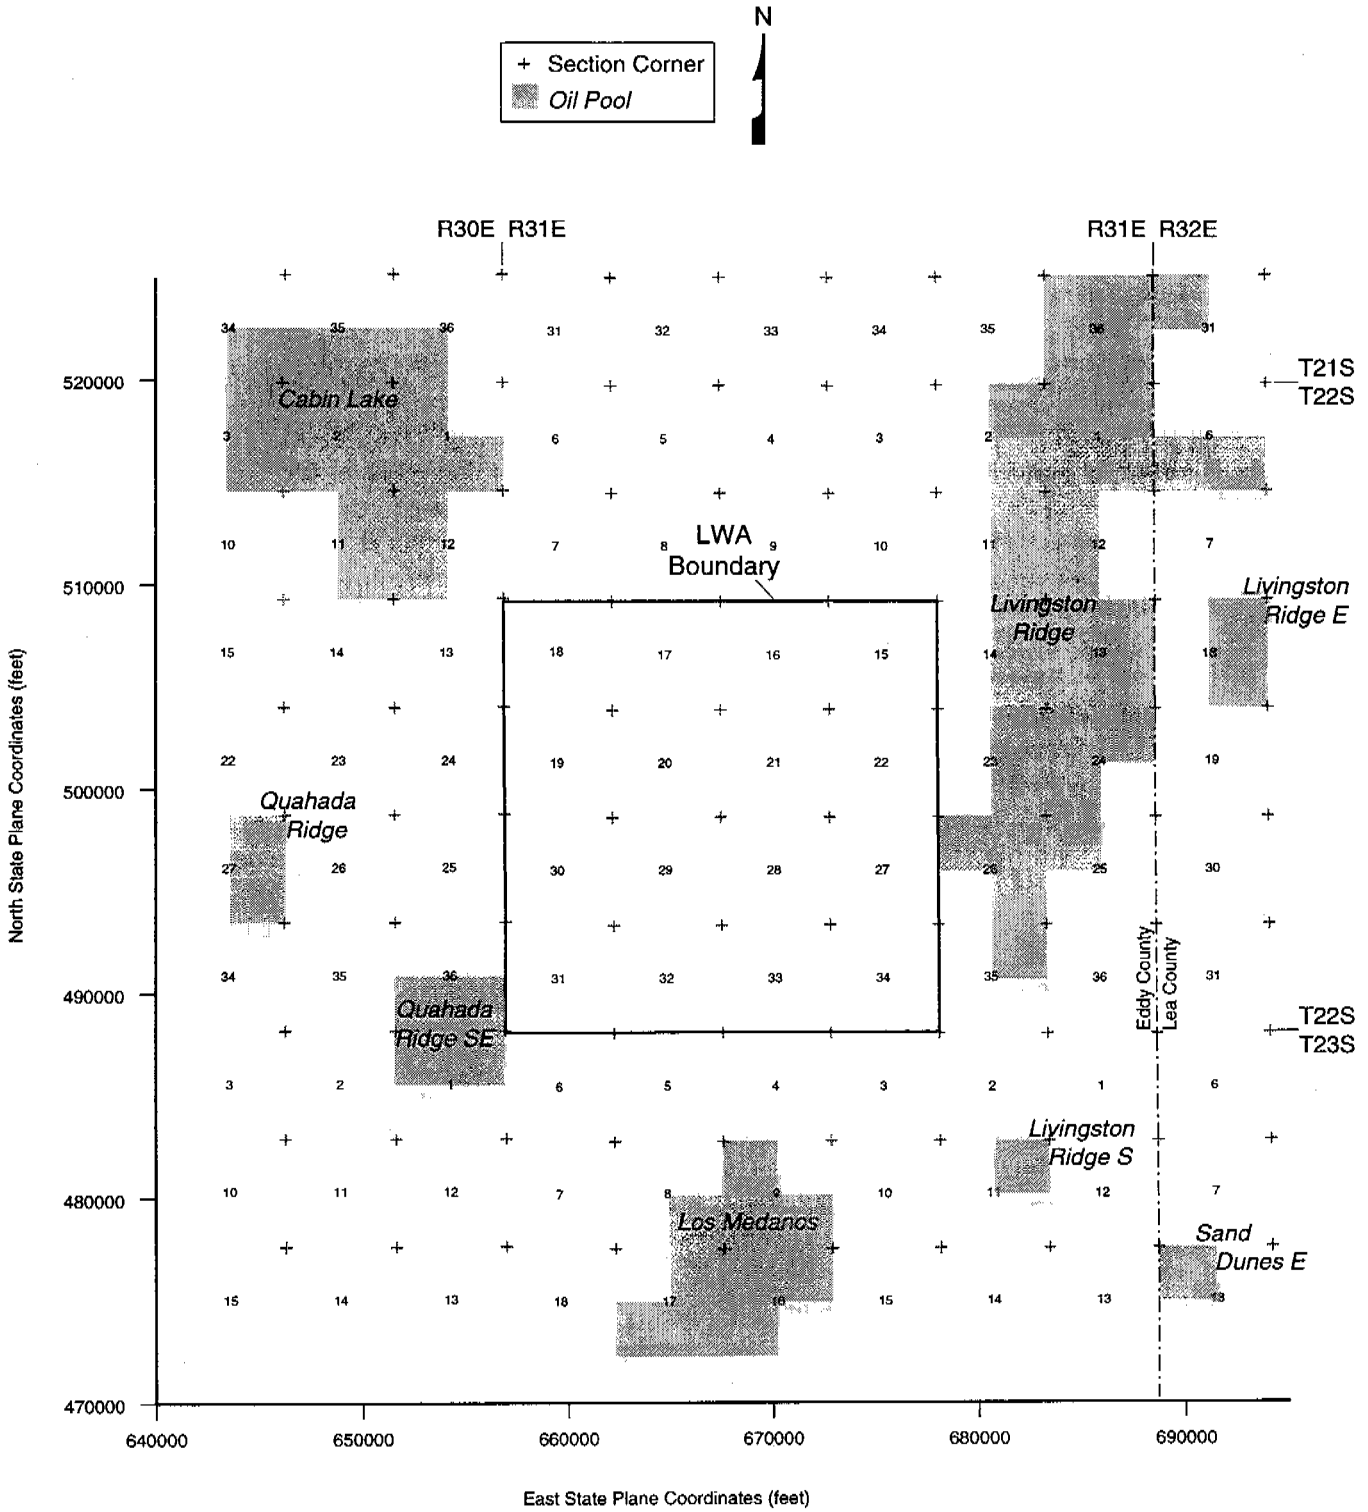 N
+ Section Corner
Oil Pool
R30E R31E
R31E R32E
34 35 36 31 32 33 34 35 36 31
520000
T21S
T22S
Cabin Lake
3 2 1 6 5 4 3 2 1 6
10 11 12 7 8 9 10 11 12 7
LWA
Boundary
510000
Livingston
Ridge
Livingston
Ridge E
15 14 13 18 17 16 15 14 13 18
22 23 24 19 20 21 22 23 24 19
500000
Quahada
Ridge
27 26 25 30 29 28 27 26 25 30
Eddy County
Lea County
34 35 36 31 32 33 34 35 36 31
490000
Quahada
Ridge SE
T22S
T23S
3 2 1 6 5 4 3 2 1 6
Livingston
Ridge S
480000
10 11 12 7 8 9 10 11 12 7
Los Medanos
Sand
Dunes E
15 14 13 18 17 16 15 14 13 18
470000
640000 650000 660000 670000 680000 690000
North State Plane Coordinates (feet)
East State Plane Coordinates (feet)